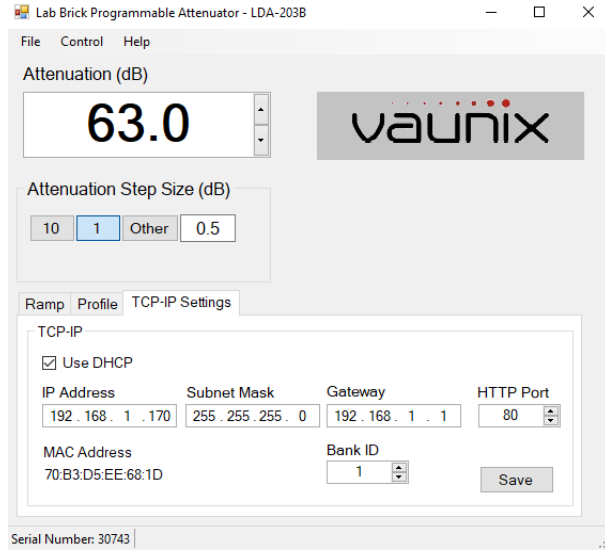 Lab Brick Programmable Attenuator - LDA-203B
File Control Help
Attenuation (dB)
63.0
vaunix
Attenuation Step Size (dB)
10 1 Other 0.5
Ramp Profile TCP-IP Settings
TCP-IP
Use DHCP
IP Address Subnet Mask Gateway HTTP Port
192 . 168 . 1 . 170 255 . 255 . 255 . 0 192 . 168 . 1 . 1 80
MAC Address Bank ID
70:B3:D5:EE:68:1D 1 Save
Serial Number: 30743